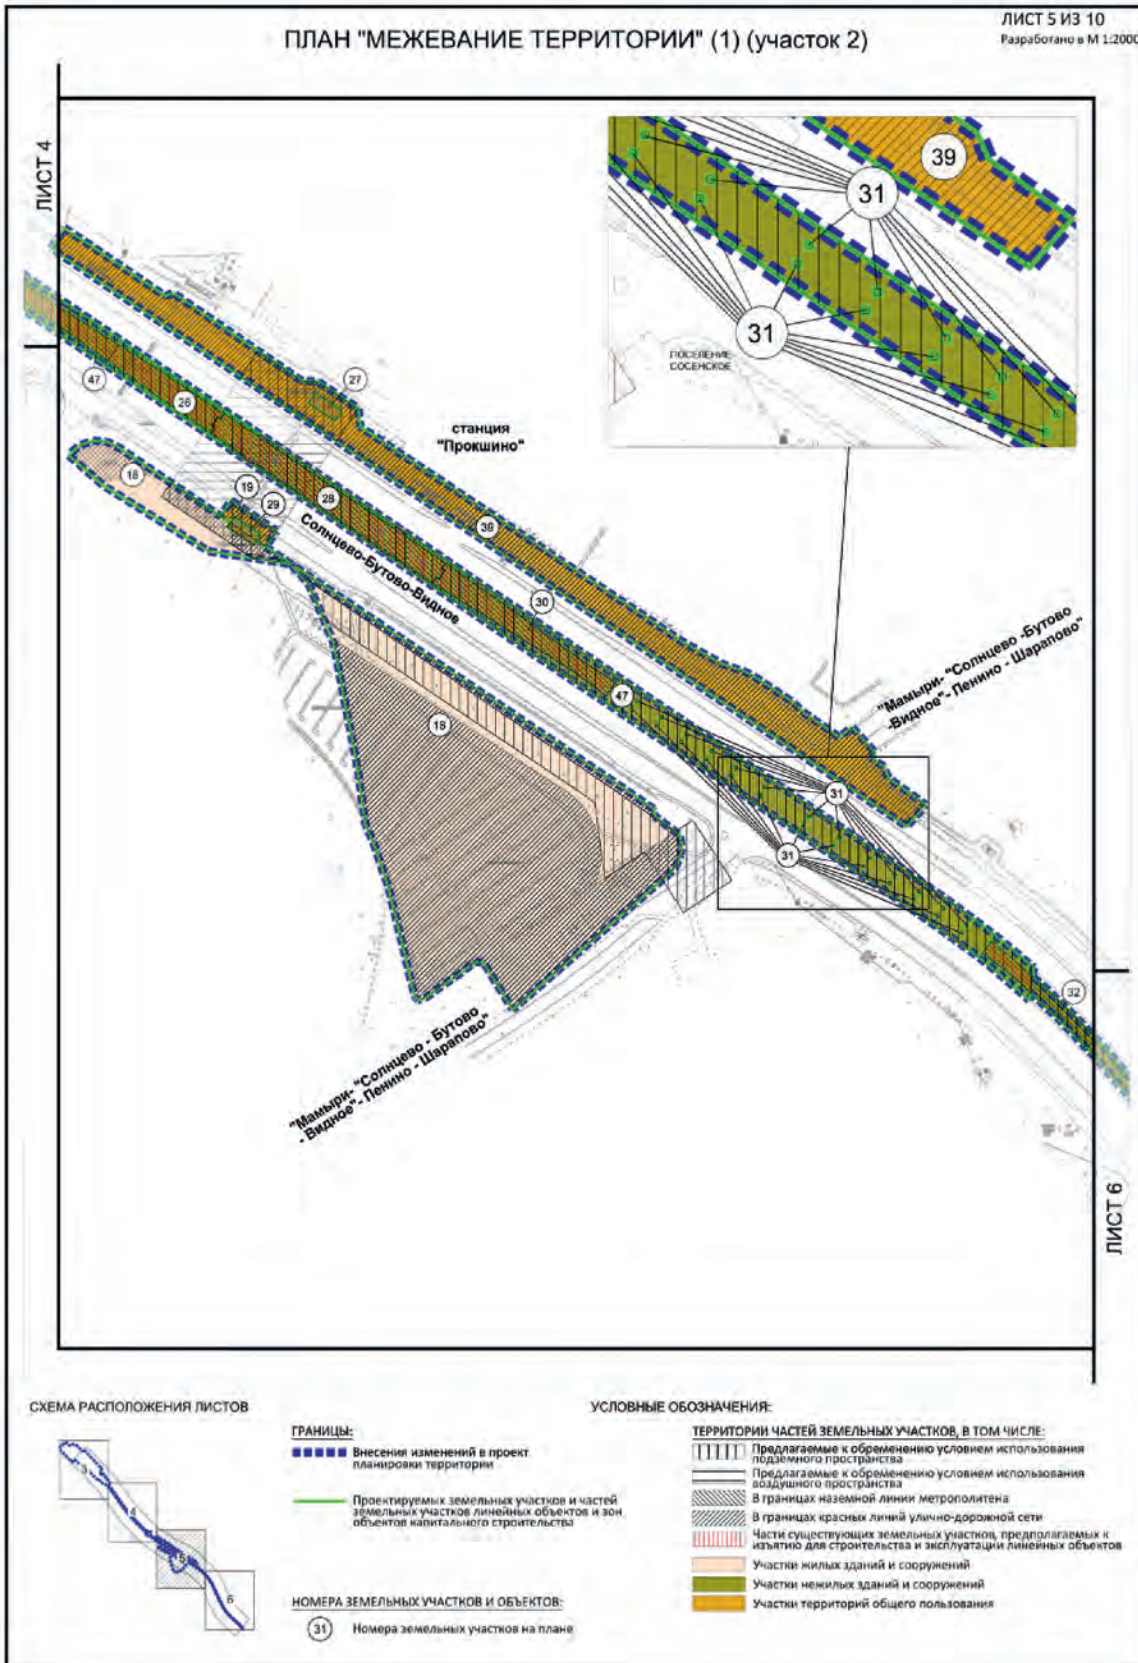 ЛИСТ 5 ИЗ 10
Разработано в М 1:2000
ПЛАН "МЕЖЕВАНИЕ ТЕРРИТОРИИ" (1) (участок 2)
ЛИСТ 4
39
31
31
ПОСЕЛЕНИЕ
СОСЕНСКОЕ
27
47
26
станция
"Прокшино"
18
19
29
28
39
Солнцево-Бутово-Видное
30
47
"Мамыри- "Солнцево -Бутово
-Видное"- Пенино - Шарапово"
18
31
31
32
"Мамыри- "Солнцево - Бутово
- Видное"- Пенино - Шарапово"
ЛИСТ 6
СХЕМА РАСПОЛОЖЕНИЯ ЛИСТОВ
3
4
5
6
ГРАНИЦЫ:
Внесения изменений в проект
планировки территории
Проектируемых земельных участков и частей
земельных участков линейных объектов и зон
объектов капитального строительства
НОМЕРА ЗЕМЕЛЬНЫХ УЧАСТКОВ И ОБЪЕКТОВ:
31
Номера земельных участков на плане
УСЛОВНЫЕ ОБОЗНАЧЕНИЯ:
ТЕРРИТОРИИ ЧАСТЕЙ ЗЕМЕЛЬНЫХ УЧАСТКОВ, В ТОМ ЧИСЛЕ:
Предлагаемые к обременению условием использования
подземного пространства
Предлагаемые к обременению условием использования
воздушного пространства
В границах наземной линии метрополитена
В границах красных линий улично-дорожной сети
Части существующих земельных участков, предполагаемых к
изъятию для строительства и эксплуатации линейных объектов
Участки жилых зданий и сооружений
Участки нежилых зданий и сооружений
Участки территорий общего пользования